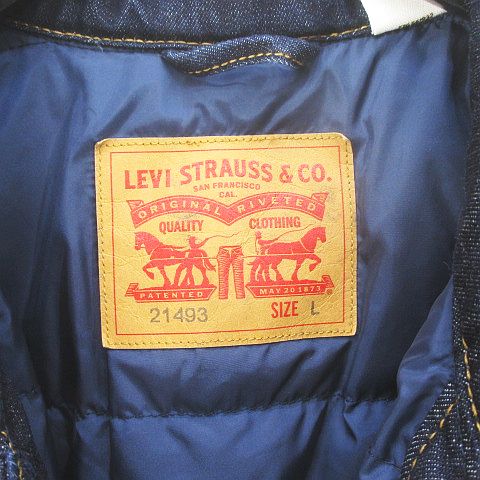 LEVI STRAUSS & CO.
SAN FRANCISCO
CAL.
ORIGINAL RIVETED
QUALITY CLOTHING
PATENTED MAY 20 1873
21493 SIZE L